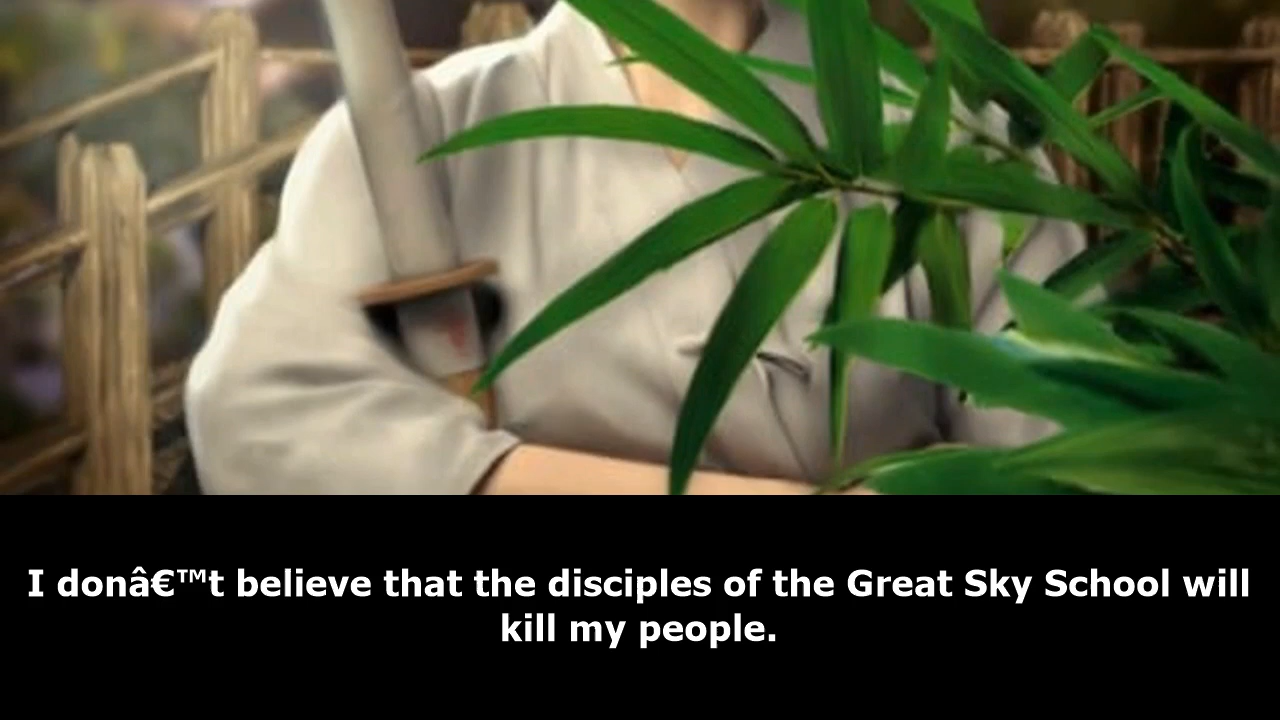 I donâ€™t believe that the disciples of the Great Sky School will
kill my people.